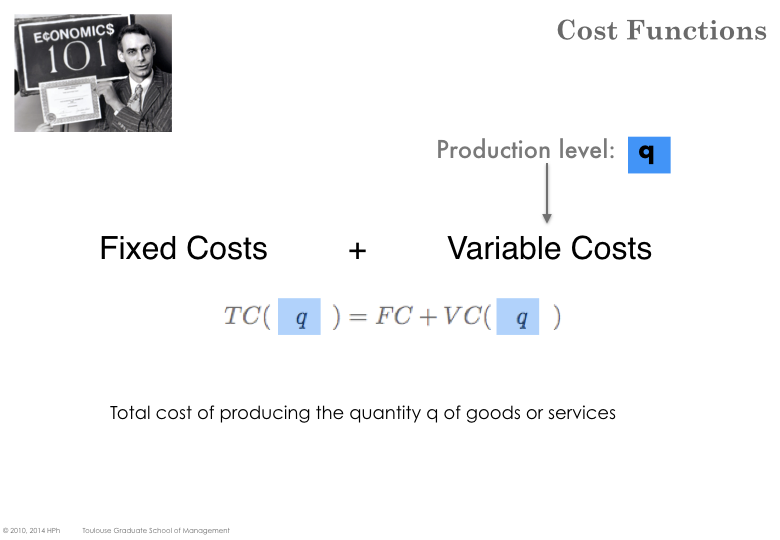 Cost Functions
E¢ONOMIC$
101
Production level: q
Fixed Costs + Variable Costs
TC( q ) = FC + VC( q )
Total cost of producing the quantity q of goods or services
© 2010, 2014 HPh Toulouse Graduate School of Management